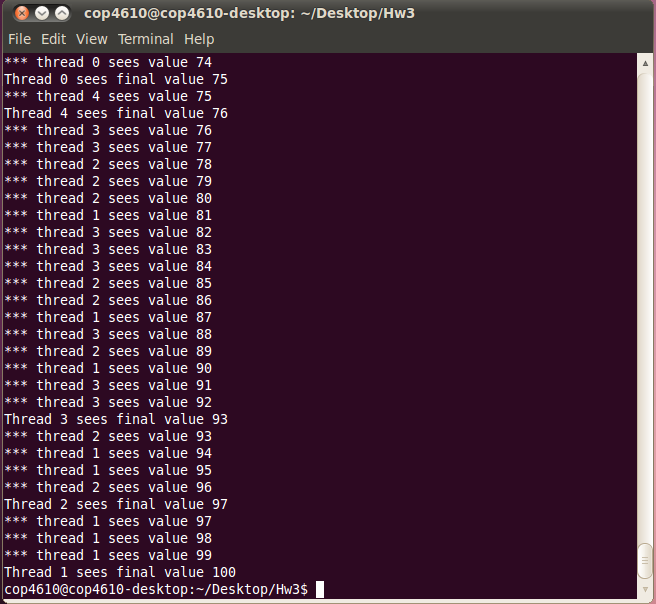 cop4610@cop4610-desktop: ~/Desktop/Hw3
File Edit View Terminal Help
*** thread 0 sees value 74
Thread 0 sees final value 75
*** thread 4 sees value 75
Thread 4 sees final value 76
*** thread 3 sees value 76
*** thread 3 sees value 77
*** thread 2 sees value 78
*** thread 2 sees value 79
*** thread 2 sees value 80
*** thread 1 sees value 81
*** thread 3 sees value 82
*** thread 3 sees value 83
*** thread 3 sees value 84
*** thread 2 sees value 85
*** thread 2 sees value 86
*** thread 1 sees value 87
*** thread 3 sees value 88
*** thread 2 sees value 89
*** thread 1 sees value 90
*** thread 3 sees value 91
*** thread 3 sees value 92
Thread 3 sees final value 93
*** thread 2 sees value 93
*** thread 1 sees value 94
*** thread 1 sees value 95
*** thread 2 sees value 96
Thread 2 sees final value 97
*** thread 1 sees value 97
*** thread 1 sees value 98
*** thread 1 sees value 99
Thread 1 sees final value 100
cop4610@cop4610-desktop:~/Desktop/Hw3$